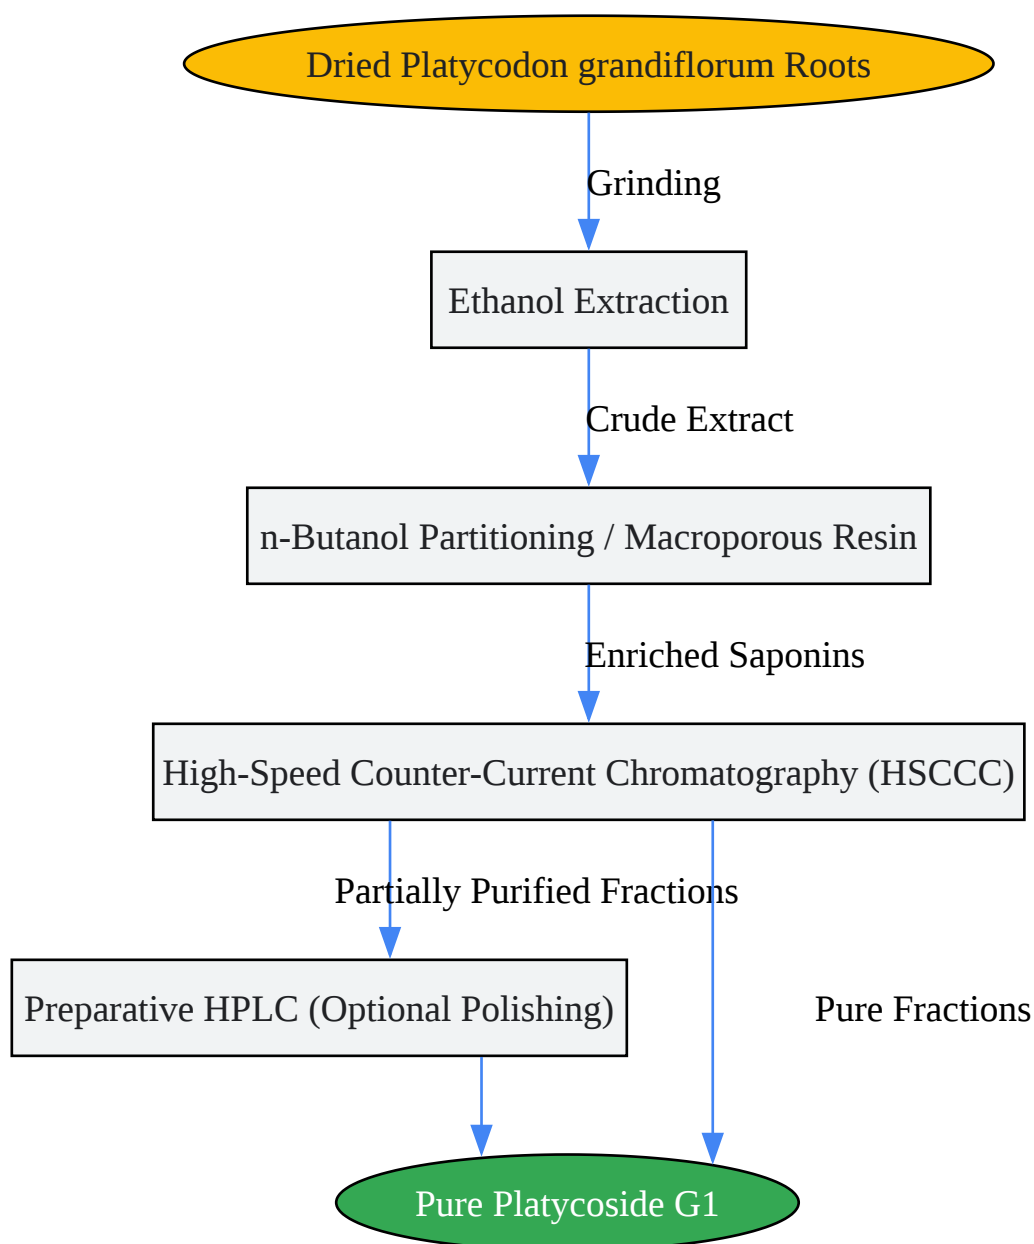 Dried Platycodon grandiflorum Roots
Grinding
Ethanol Extraction
Crude Extract
n-Butanol Partitioning / Macroporous Resin
Enriched Saponins
High-Speed Counter-Current Chromatography (HSCCC)
Partially Purified Fractions
Preparative HPLC (Optional Polishing)
Pure Fractions
Pure Platycoside G1